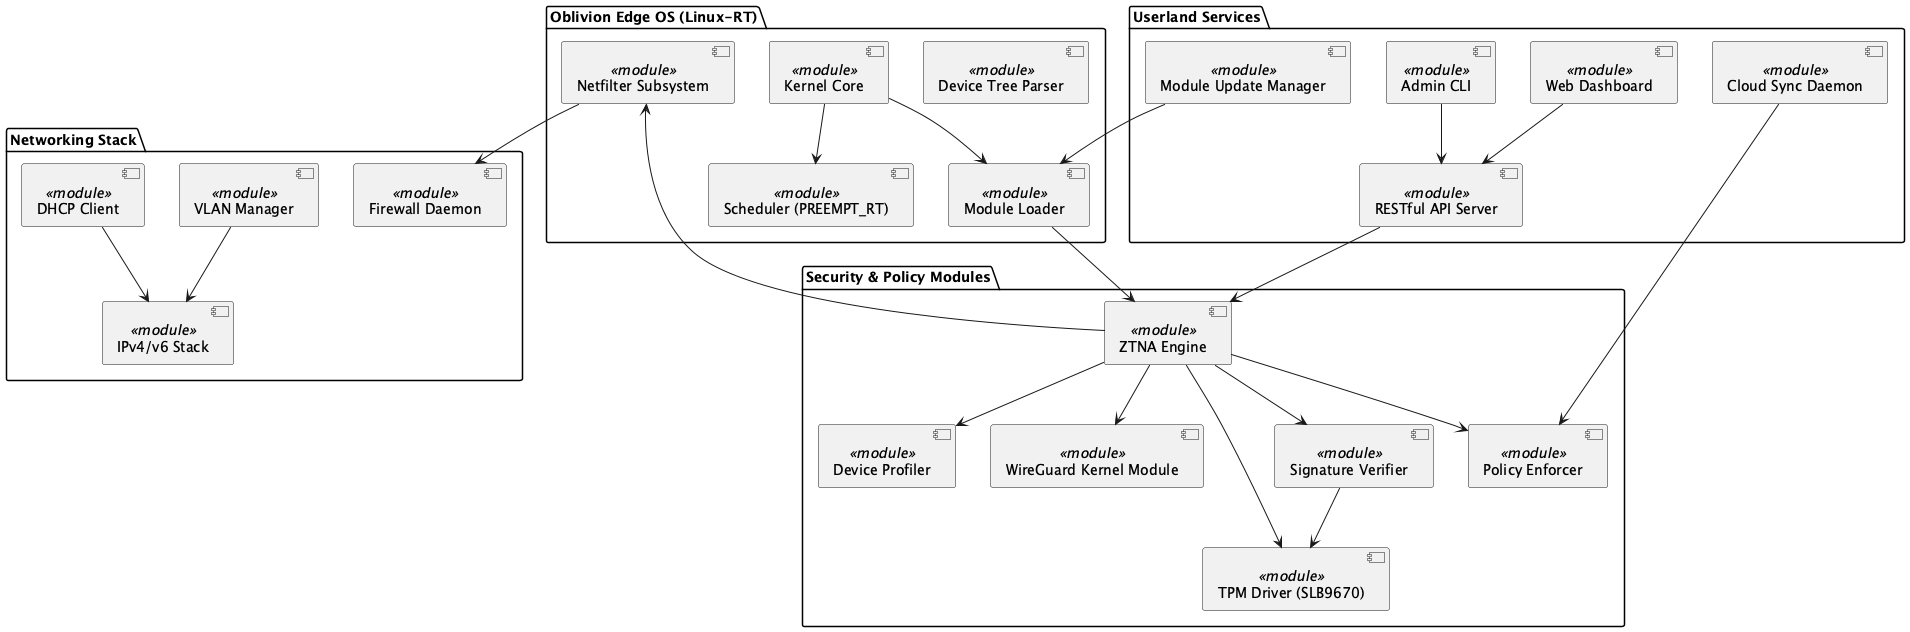 Oblivion Edge OS (Linux-RT)
«module»
Netfilter Subsystem
«module»
Kernel Core
«module»
Device Tree Parser
«module»
Scheduler (PREEMPT_RT)
«module»
Module Loader
Userland Services
«module»
Module Update Manager
«module»
Admin CLI
«module»
Web Dashboard
«module»
Cloud Sync Daemon
«module»
RESTful API Server
Networking Stack
«module»
DHCP Client
«module»
VLAN Manager
«module»
Firewall Daemon
«module»
IPv4/v6 Stack
Security & Policy Modules
«module»
ZTNA Engine
«module»
Device Profiler
«module»
WireGuard Kernel Module
«module»
Signature Verifier
«module»
Policy Enforcer
«module»
TPM Driver (SLB9670)